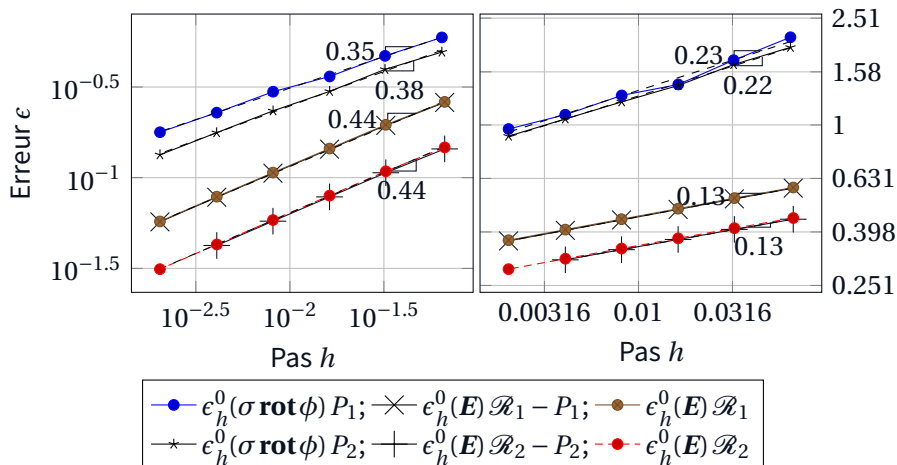 2.51
0.35
0.23
10^{-0.5}
1.58
0.38
0.22
Erreur ϵ
0.44
1
10^{-1}
0.44
0.631
0.13
0.398
0.13
10^{-1.5}
0.251
10^{-2.5} 10^{-2} 10^{-1.5}
0.00316 0.01 0.0316
Pas h
Pas h
ϵ_h^0(σ rot ϕ) P_1; ϵ_h^0(E) ℛ_1 − P_1; ϵ_h^0(E) ℛ_1
ϵ_h^0(σ rot ϕ) P_2; ϵ_h^0(E) ℛ_2 − P_2; ϵ_h^0(E) ℛ_2